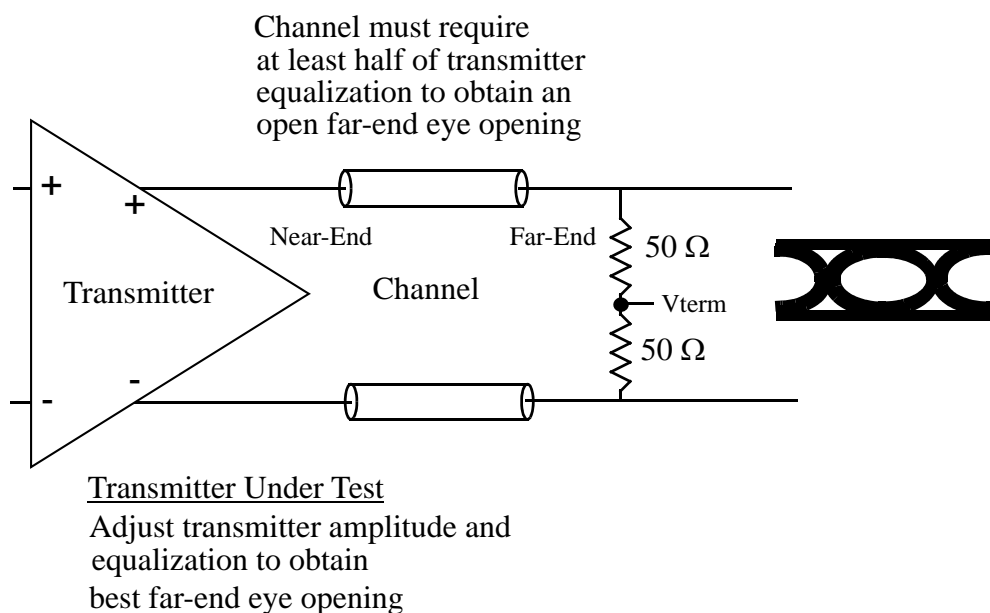 Channel must require
at least half of transmitter
equalization to obtain an
open far-end eye opening
+
+
Near-End
Far-End
50 Ω
Transmitter
Channel
Vterm
50 Ω
-
-
Transmitter Under Test
Adjust transmitter amplitude and
equalization to obtain
best far-end eye opening